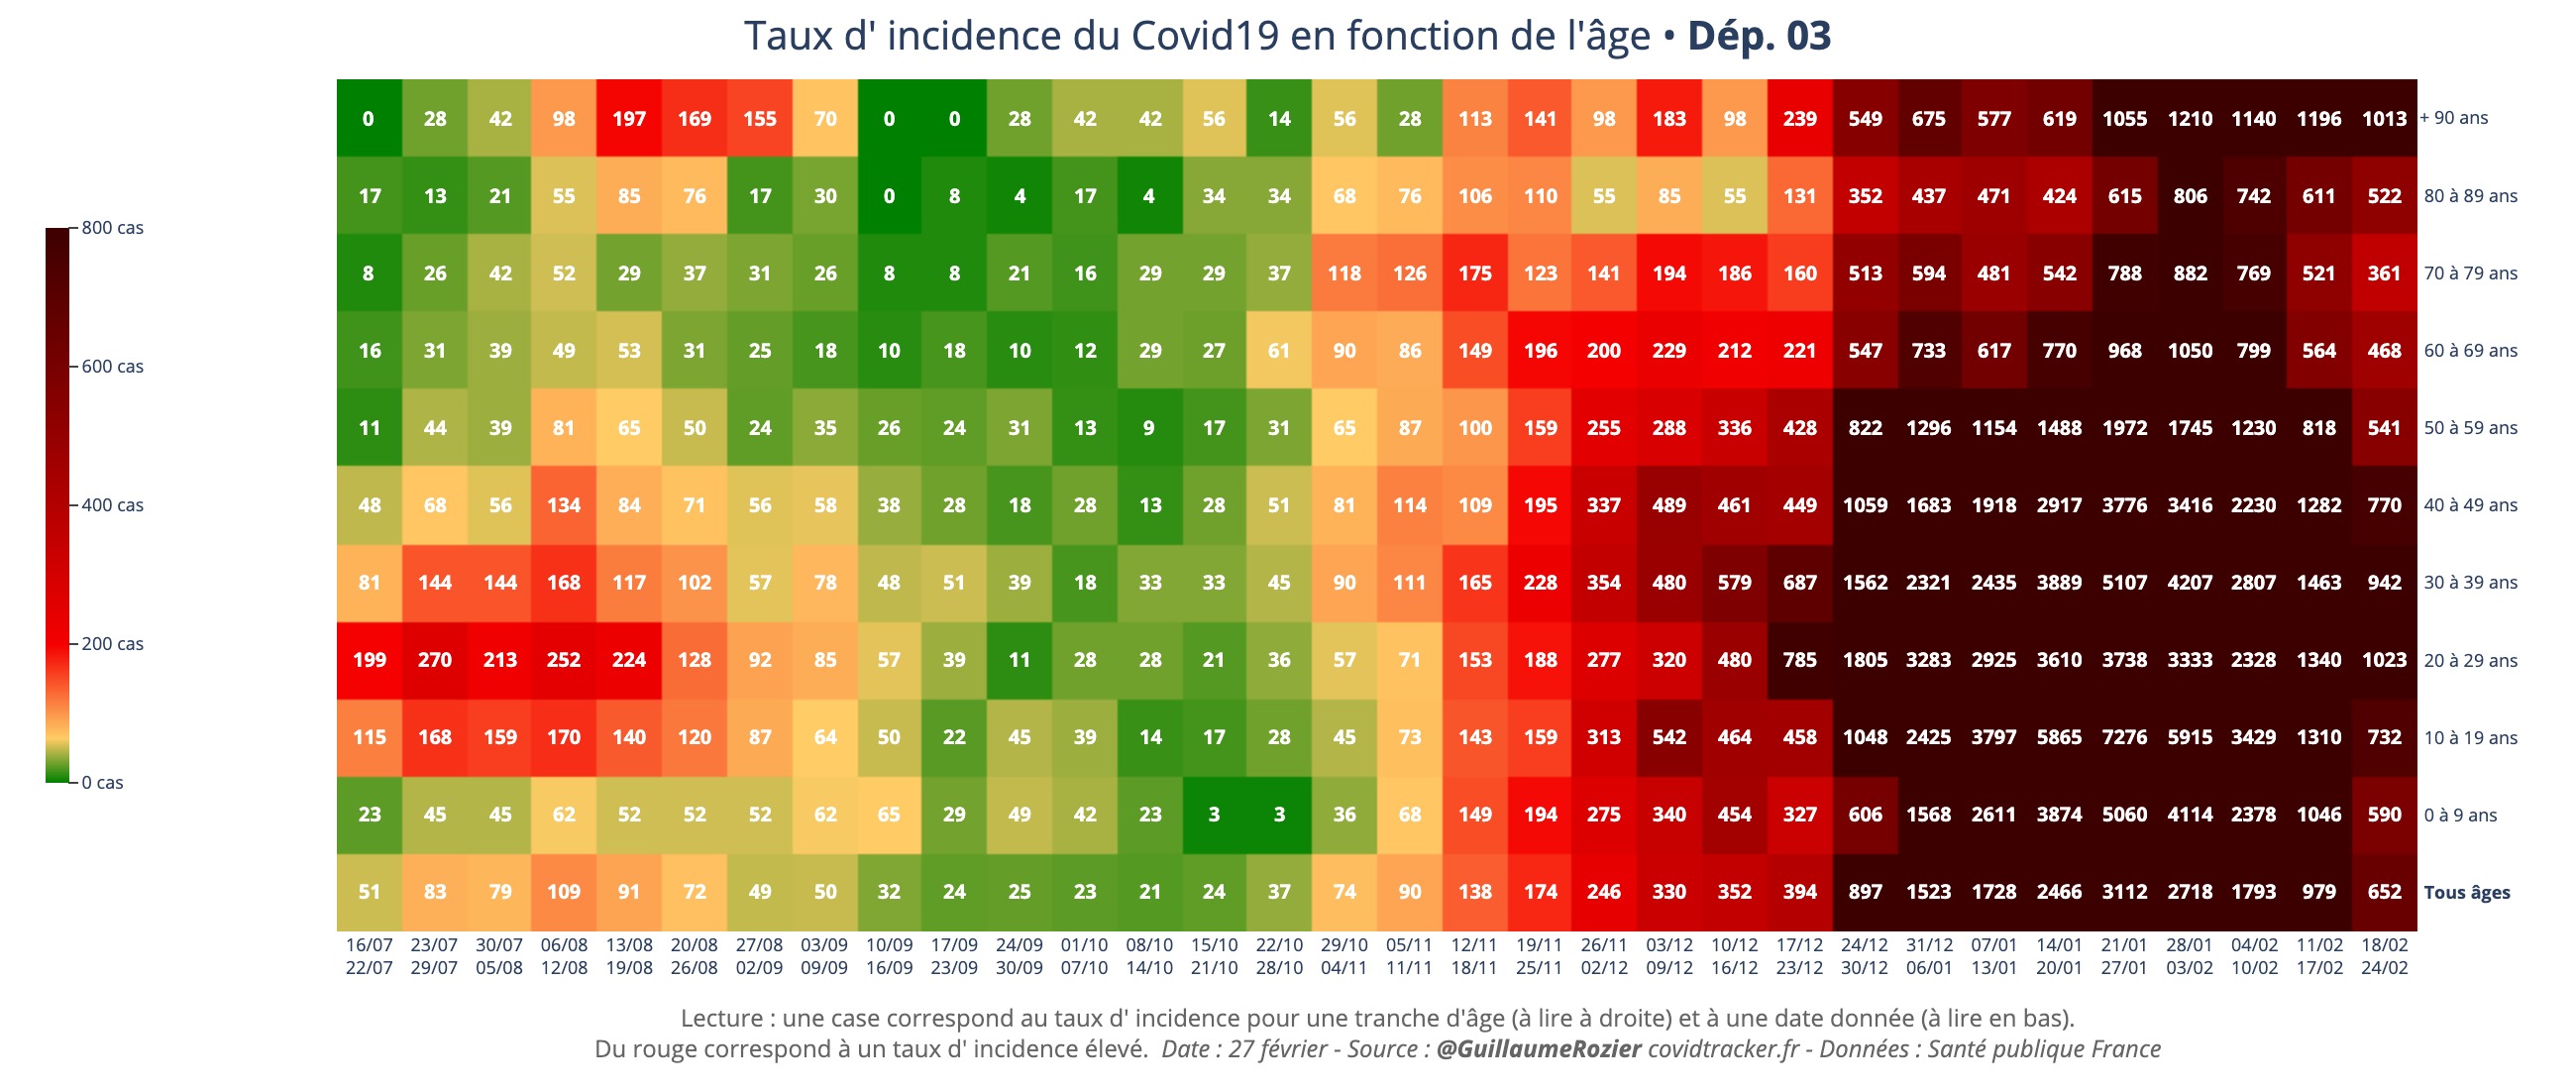 Taux d' incidence du Covid19 en fonction de l'âge • Dép. 03
800 cas
600 cas
400 cas
200 cas
0 cas
0 28 42 98 197 169 155 70 0 0 28 42 42 56 14 56 28 113 141 98 183 98 239 549 675 577 619 1055 1210 1140 1196 1013 + 90 ans
17 13 21 55 85 76 17 30 0 8 4 17 4 34 34 68 76 106 110 55 85 55 131 352 437 471 424 615 806 742 611 522 80 à 89 ans
8 26 42 52 29 37 31 26 8 8 21 16 29 29 37 118 126 175 123 141 194 186 160 513 594 481 542 788 882 769 521 361 70 à 79 ans
16 31 39 49 53 31 25 18 10 18 10 12 29 27 61 90 86 149 196 200 229 212 221 547 733 617 770 968 1050 799 564 468 60 à 69 ans
11 44 39 81 65 50 24 35 26 24 31 13 9 17 31 65 87 100 159 255 288 336 428 822 1296 1154 1488 1972 1745 1230 818 541 50 à 59 ans
48 68 56 134 84 71 56 58 38 28 18 28 13 28 51 81 114 109 195 337 489 461 449 1059 1683 1918 2917 3776 3416 2230 1282 770 40 à 49 ans
81 144 144 168 117 102 57 78 48 51 39 18 33 33 45 90 111 165 228 354 480 579 687 1562 2321 2435 3889 5107 4207 2807 1463 942 30 à 39 ans
199 270 213 252 224 128 92 85 57 39 11 28 28 21 36 57 71 153 188 277 320 480 785 1805 3283 2925 3610 3738 3333 2328 1340 1023 20 à 29 ans
115 168 159 170 140 120 87 64 50 22 45 39 14 17 28 45 73 143 159 313 542 464 458 1048 2425 3797 5865 7276 5915 3429 1310 732 10 à 19 ans
23 45 45 62 52 52 52 62 65 29 49 42 23 3 3 36 68 149 194 275 340 454 327 606 1568 2611 3874 5060 4114 2378 1046 590 0 à 9 ans
51 83 79 109 91 72 49 50 32 24 25 23 21 24 37 74 90 138 174 246 330 352 394 897 1523 1728 2466 3112 2718 1793 979 652 Tous âges
16/07 23/07 30/07 06/08 13/08 20/08 27/08 03/09 10/09 17/09 24/09 01/10 08/10 15/10 22/10 29/10 05/11 12/11 19/11 26/11 03/12 10/12 17/12 24/12 31/12 07/01 14/01 21/01 28/01 04/02 11/02 18/02
22/07 29/07 05/08 12/08 19/08 26/08 02/09 09/09 16/09 23/09 30/09 07/10 14/10 21/10 28/10 04/11 11/11 18/11 25/11 02/12 09/12 16/12 23/12 30/12 06/01 13/01 20/01 27/01 03/02 10/02 17/02 24/02
Lecture : une case correspond au taux d' incidence pour une tranche d'âge (à lire à droite) et à une date donnée (à lire en bas).
Du rouge correspond à un taux d' incidence élevé. Date : 27 février - Source : @GuillaumeRozier covidtracker.fr - Données : Santé publique France